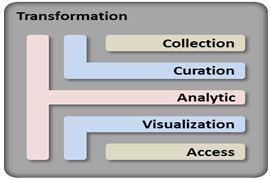 Transformation
Collection
Curation
Analytic
Visualization
Access